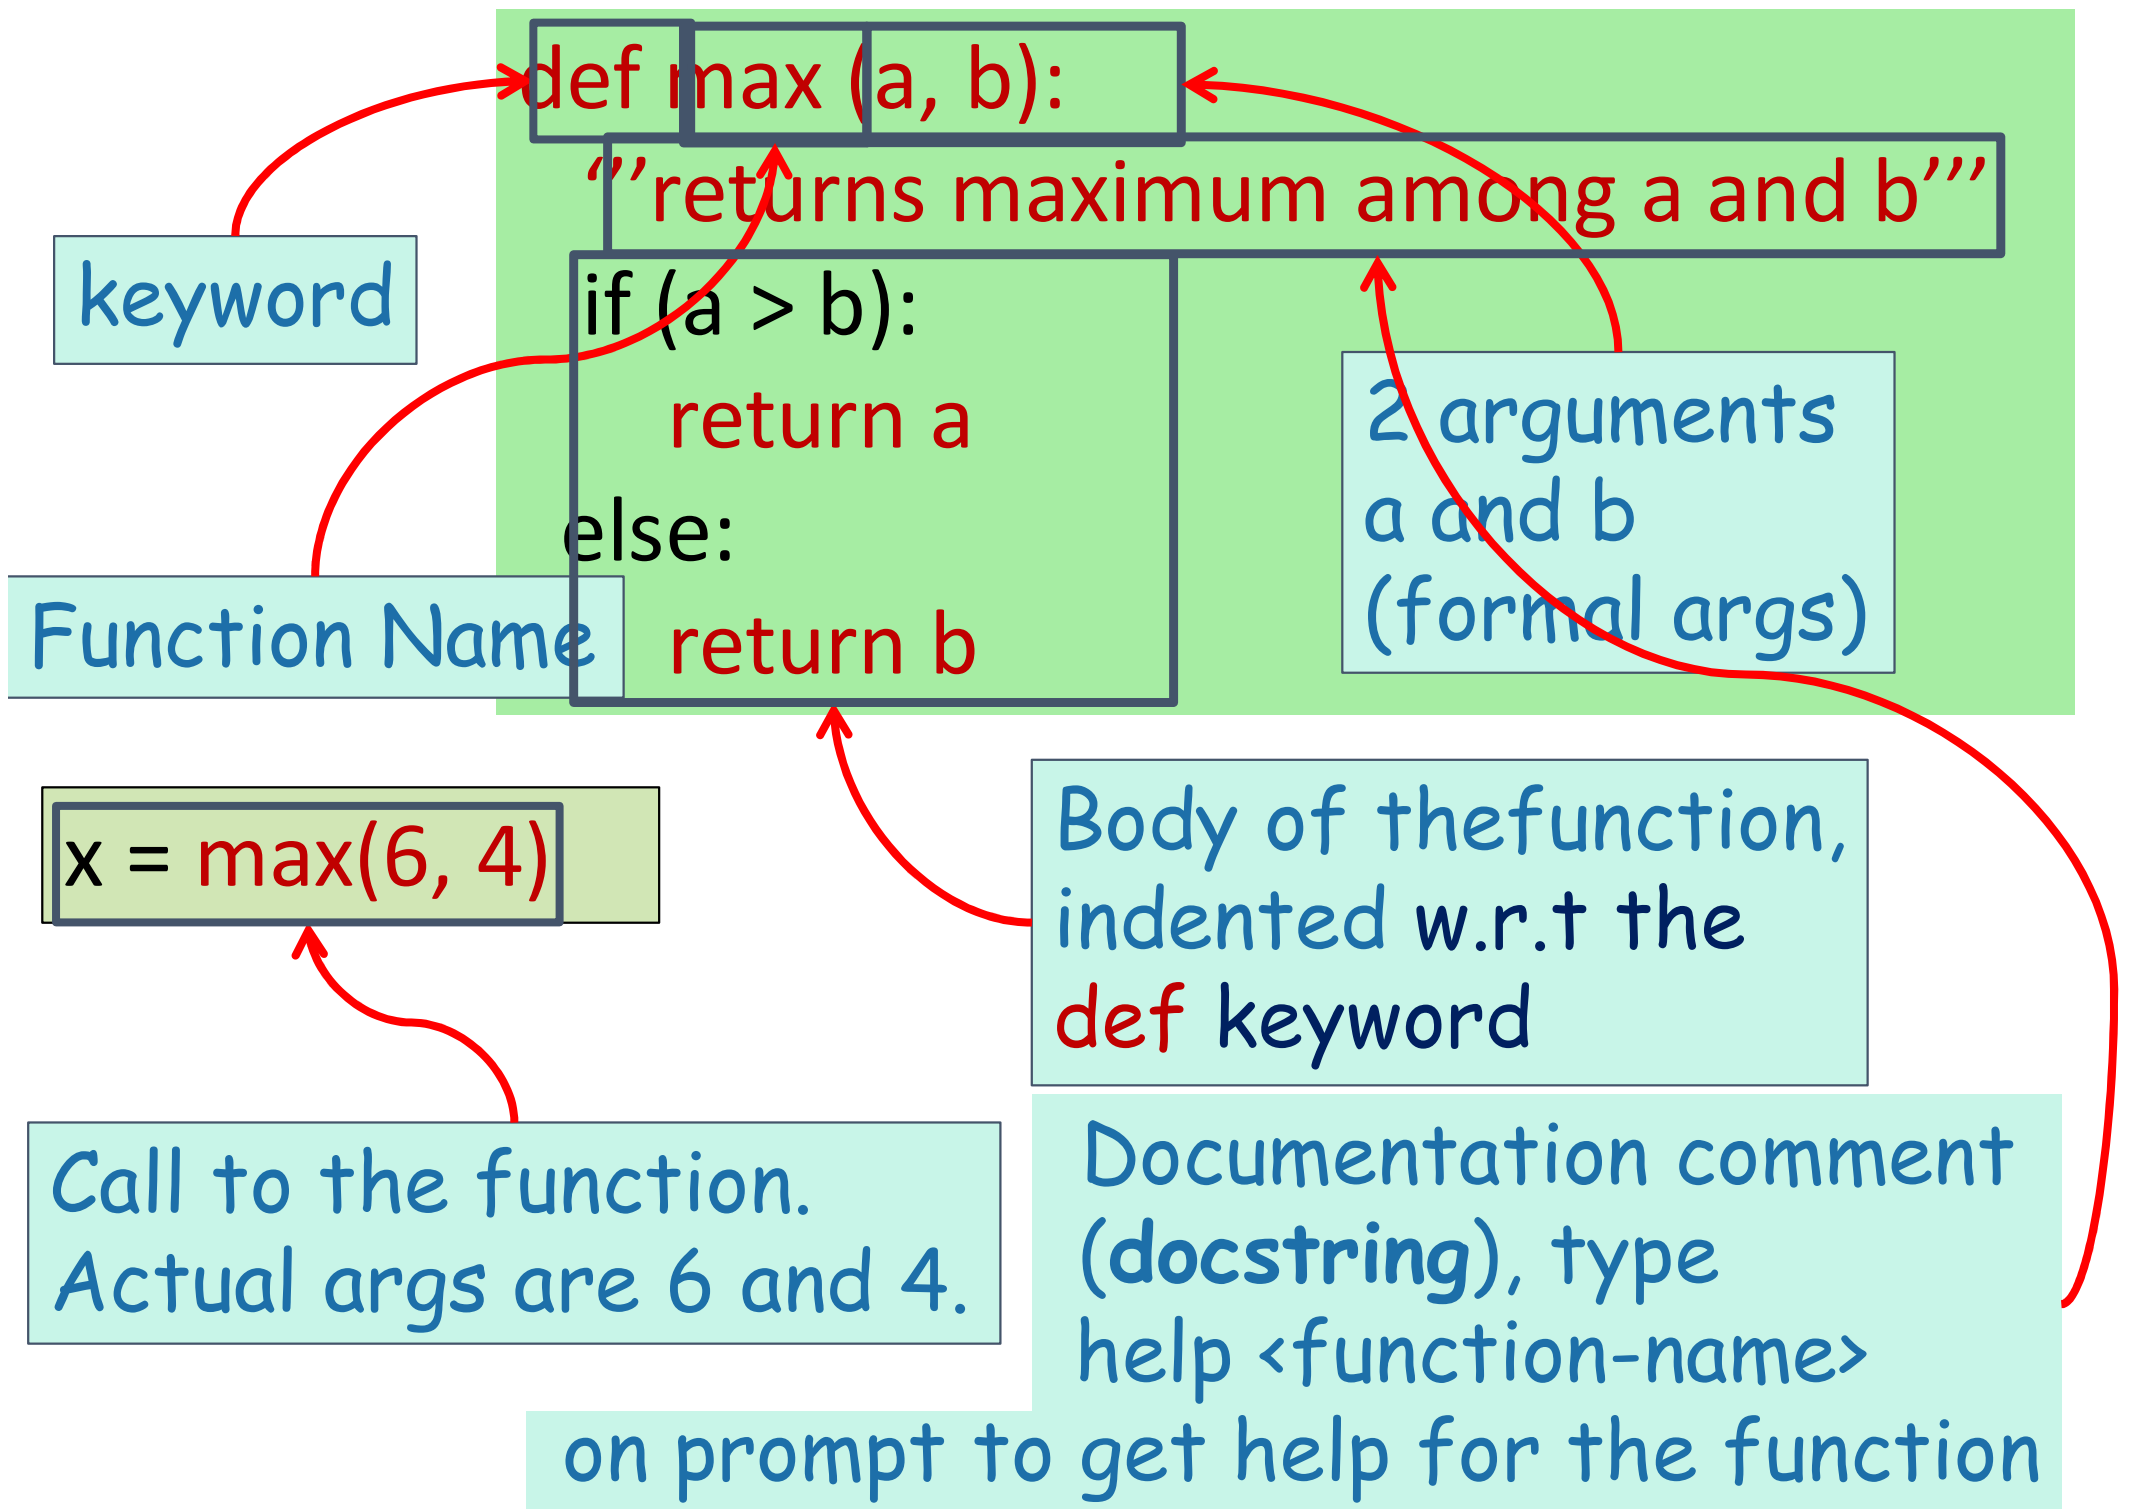 def max (a, b):
‘’’returns maximum among a and b’’’
if (a > b):
return a
else:
return b
keyword
Function Name
2 arguments
a and b
(formal args)
x = max(6, 4)
Body of thefunction,
indented w.r.t the
def keyword
Call to the function.
Actual args are 6 and 4.
Documentation comment
(docstring), type
help <function-name>
on prompt to get help for the function